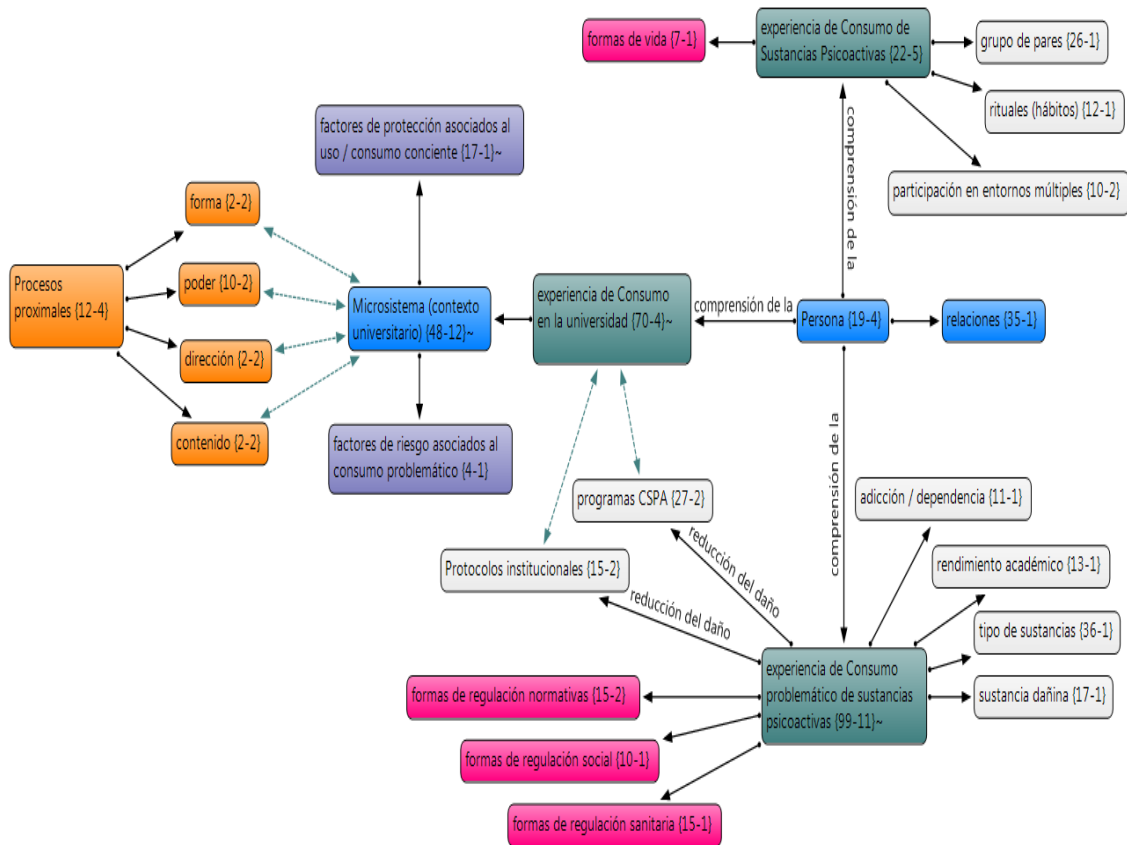 formas de vida {7-1}
experiencia de Consumo de
Sustancias Psicoactivas {22-5}
grupo de pares {26-1}
rituales (hábitos) {12-1}
participación en entornos múltiples {10-2}
comprensión de la
factores de protección asociados al
uso / consumo conciente {17-1}~
forma {2-2}
poder {10-2}
dirección {2-2}
contenido {2-2}
Procesos
proximales {12-4}
Microsistema (contexto
universitario) {48-12}~
experiencia de Consumo
en la universidad {70-4}~
comprensión de la
Persona {19-4}
relaciones {35-1}
factores de riesgo asociados al
consumo problemático {4-1}
comprensión de la
programas CSPA {27-2}
Protocolos institucionales {15-2}
reducción del daño
reducción del daño
adicción / dependencia {11-1}
rendimiento académico {13-1}
tipo de sustancias {36-1}
sustancia dañina {17-1}
experiencia de Consumo
problemático de sustancias
psicoactivas {99-11}~
formas de regulación normativas {15-2}
formas de regulación social {10-1}
formas de regulación sanitaria {15-1}